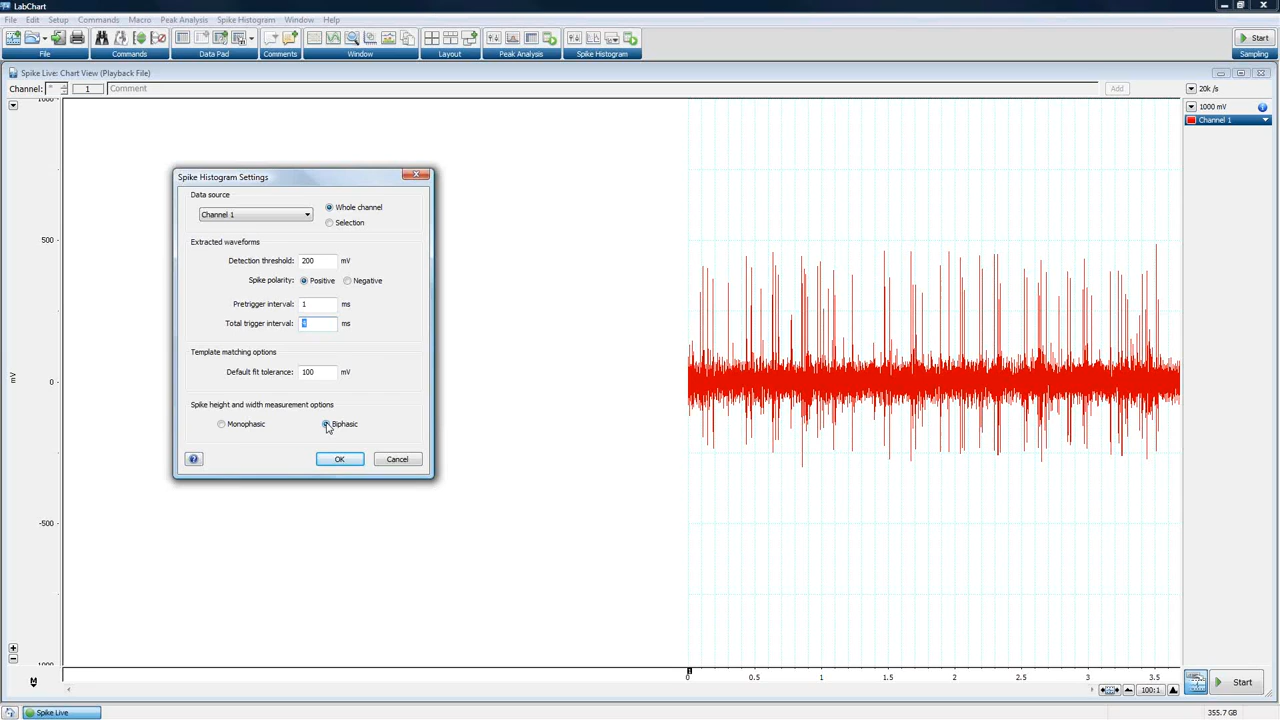 LabChart
File Edit Setup Commands Macro Peak Analysis Spike Histogram Window Help
File Commands Data Pad Comments Window Layout Peak Analysis Spike Histogram
Start
Sampling
Spike Live: Chart View (Playback File)
Channel: * 1 Comment Add
20k /s
1000 mV
Channel 1
1000
500
0
-500
-1000
mV
Spike Histogram Settings
Data source
Channel 1
Whole channel
Selection
Extracted waveforms
Detection threshold: 200 mV
Spike polarity: Positive Negative
Pretrigger interval: 1 ms
Total trigger interval: ms
Template matching options
Default fit tolerance: 100 mV
Spike height and width measurement options
Monophasic Biphasic
OK Cancel
1
0 0.5 1 1.5 2 2.5 3 3.5
M
100:1
Start
Spike Live
355.7 GB